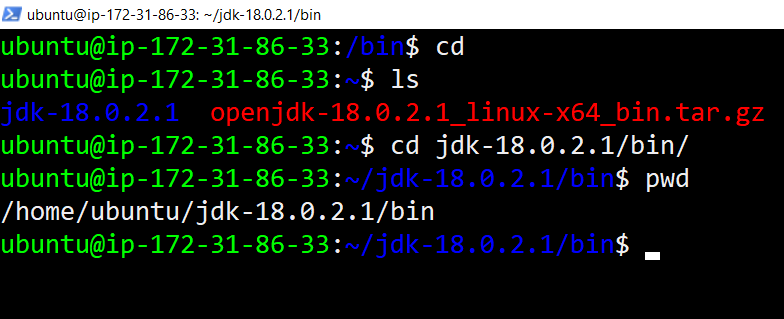 ubuntu@ip-172-31-86-33: ~/jdk-18.0.2.1/bin
ubuntu@ip-172-31-86-33:/bin$ cd
ubuntu@ip-172-31-86-33:~$ ls
jdk-18.0.2.1  openjdk-18.0.2.1_linux-x64_bin.tar.gz
ubuntu@ip-172-31-86-33:~$ cd jdk-18.0.2.1/bin/
ubuntu@ip-172-31-86-33:~/jdk-18.0.2.1/bin$ pwd
/home/ubuntu/jdk-18.0.2.1/bin
ubuntu@ip-172-31-86-33:~/jdk-18.0.2.1/bin$